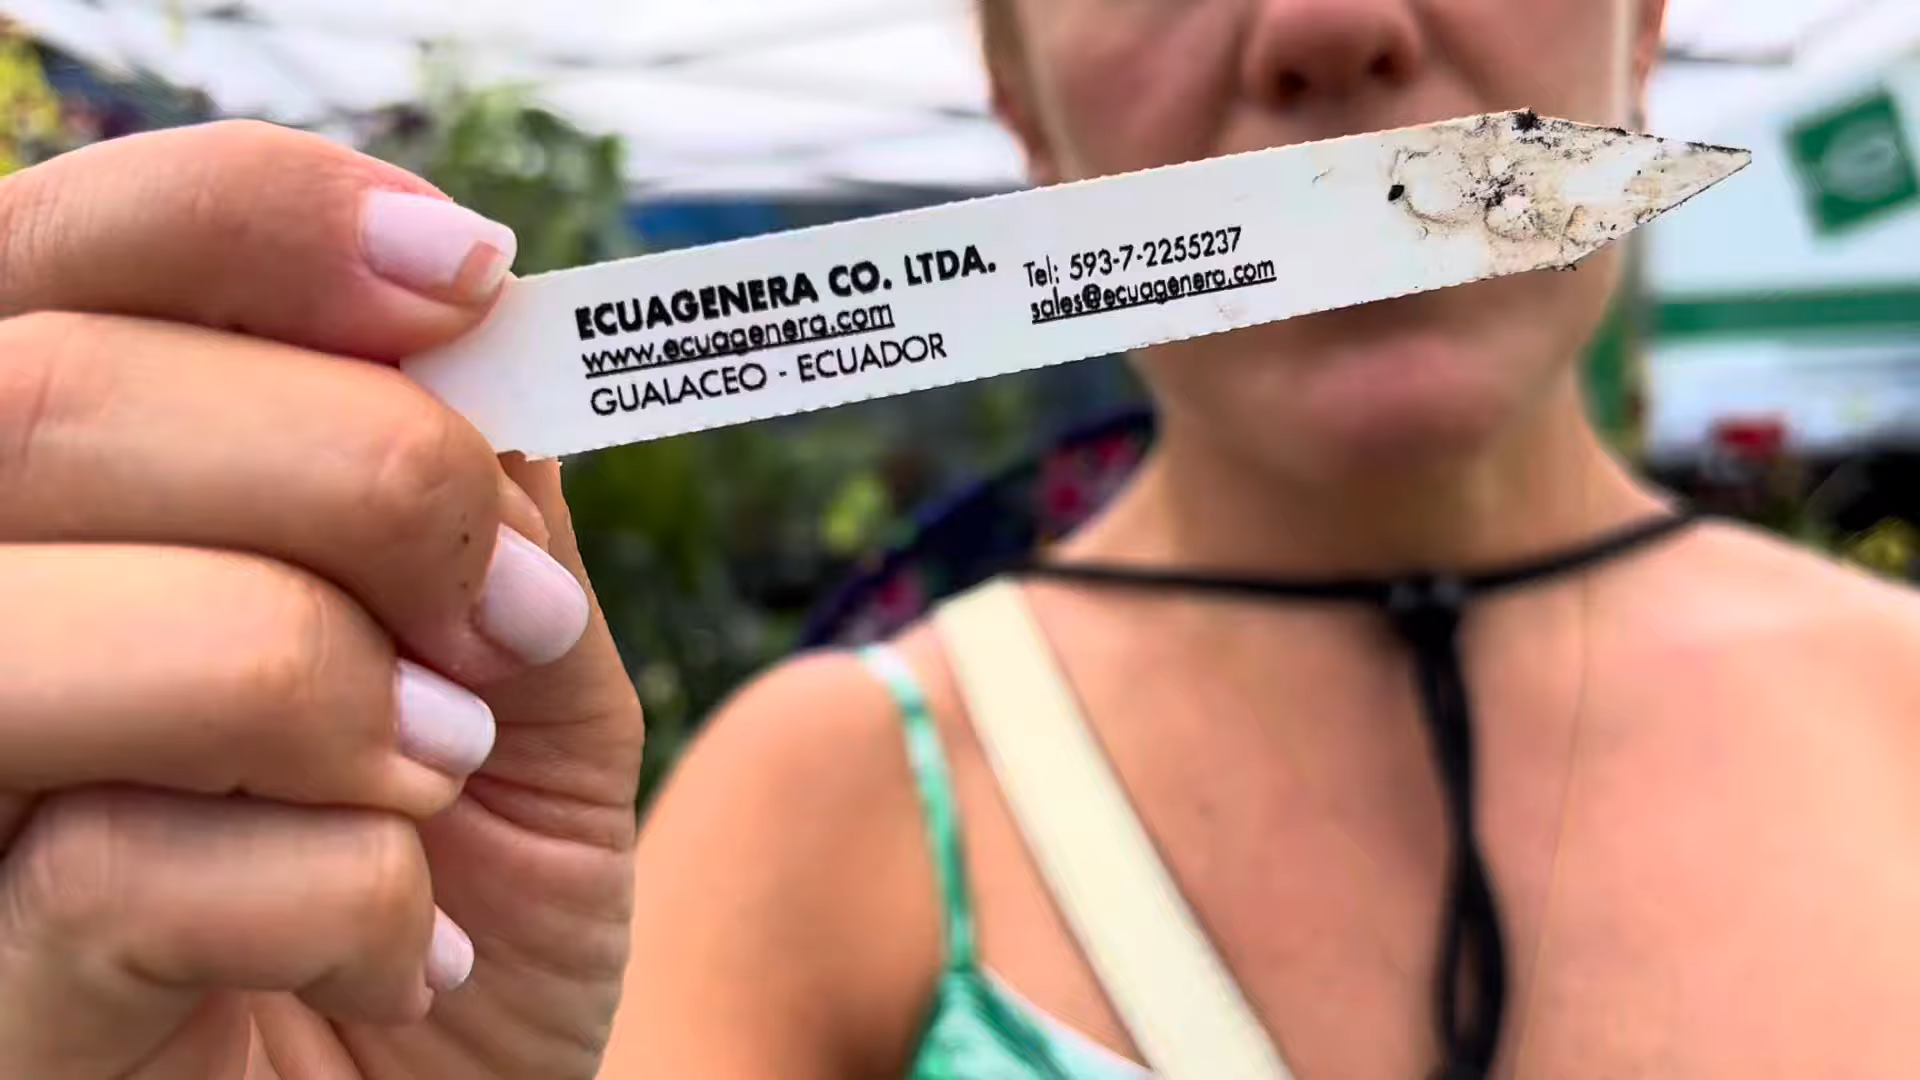 ECUAGENERA CO. LTDA.
www.ecuagenera.com
GUALACEO - ECUADOR
Tel: 593-7-2255237
sales@ecuagenera.com